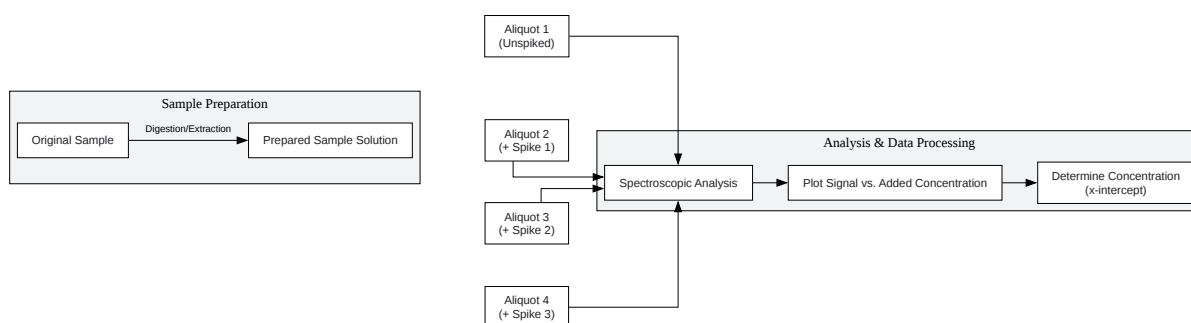 Sample Preparation
Original Sample
Digestion/Extraction
Prepared Sample Solution
Aliquot 1
(Unspiked)
Aliquot 2
(+ Spike 1)
Aliquot 3
(+ Spike 2)
Aliquot 4
(+ Spike 3)
Analysis & Data Processing
Spectroscopic Analysis
Plot Signal vs. Added Concentration
Determine Concentration
(x-intercept)